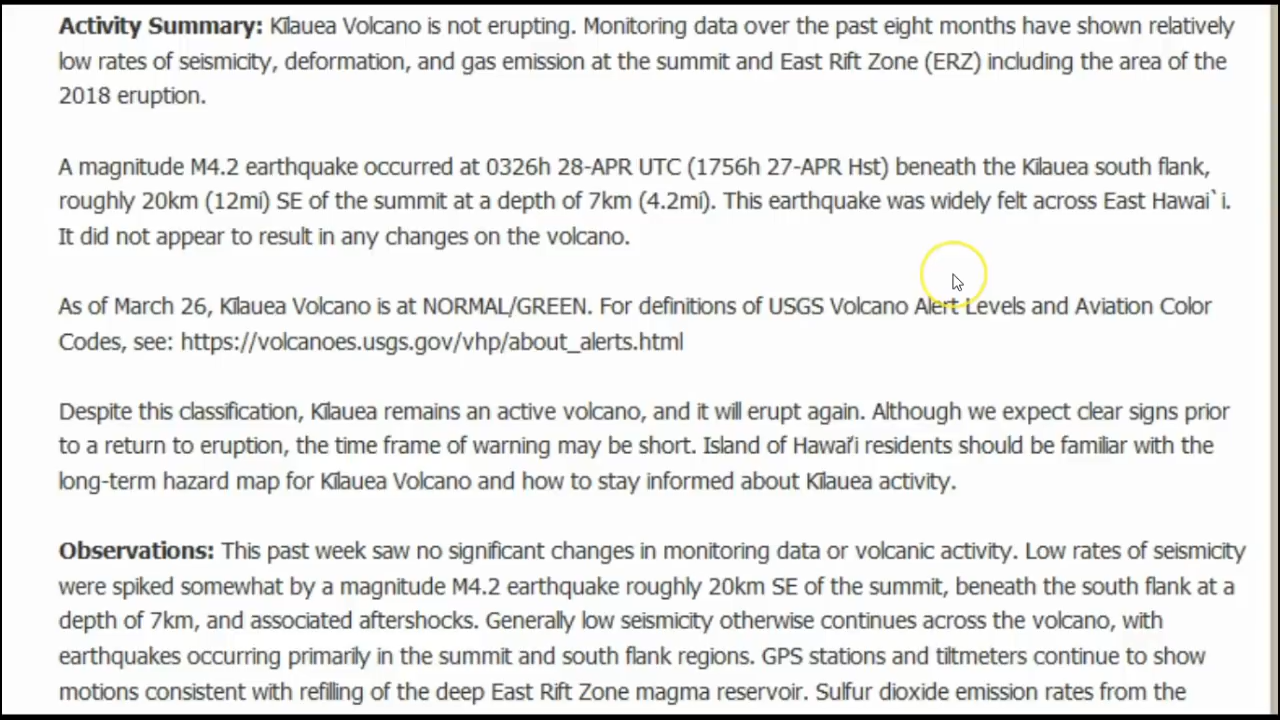 Activity Summary: Kīlauea Volcano is not erupting. Monitoring data over the past eight months have shown relatively
low rates of seismicity, deformation, and gas emission at the summit and East Rift Zone (ERZ) including the area of the
2018 eruption.
A magnitude M4.2 earthquake occurred at 0326h 28-APR UTC (1756h 27-APR Hst) beneath the Kilauea south flank,
roughly 20km (12mi) SE of the summit at a depth of 7km (4.2mi). This earthquake was widely felt across East Hawai`i.
It did not appear to result in any changes on the volcano.
As of March 26, Kīlauea Volcano is at NORMAL/GREEN. For definitions of USGS Volcano Alert Levels and Aviation Color
Codes, see: https://volcanoes.usgs.gov/vhp/about_alerts.html
Despite this classification, Kīlauea remains an active volcano, and it will erupt again. Although we expect clear signs prior
to a return to eruption, the time frame of warning may be short. Island of Hawai'i residents should be familiar with the
long-term hazard map for Kīlauea Volcano and how to stay informed about Kīlauea activity.
Observations: This past week saw no significant changes in monitoring data or volcanic activity. Low rates of seismicity
were spiked somewhat by a magnitude M4.2 earthquake roughly 20km SE of the summit, beneath the south flank at a
depth of 7km, and associated aftershocks. Generally low seismicity otherwise continues across the volcano, with
earthquakes occurring primarily in the summit and south flank regions. GPS stations and tiltmeters continue to show
motions consistent with refilling of the deep East Rift Zone magma reservoir. Sulfur dioxide emission rates from the